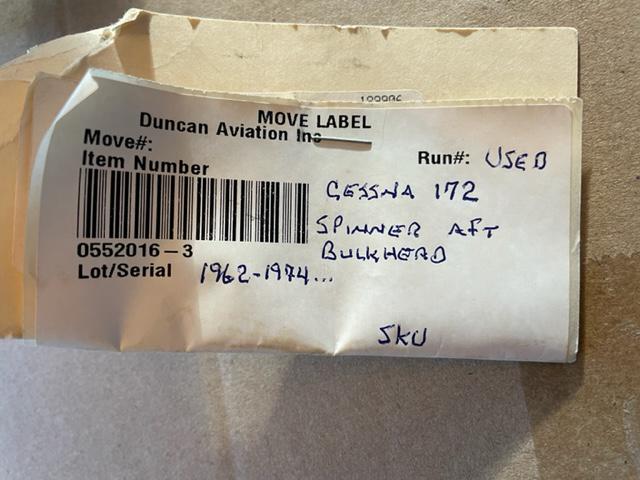 MOVE LABEL
Duncan Aviation Inc
Move#:
Run#: USED
Item Number
CESSNA 172
SPINNER AFT
BULKHEAD
0552016-3
Lot/Serial 1962-1974...
SKU